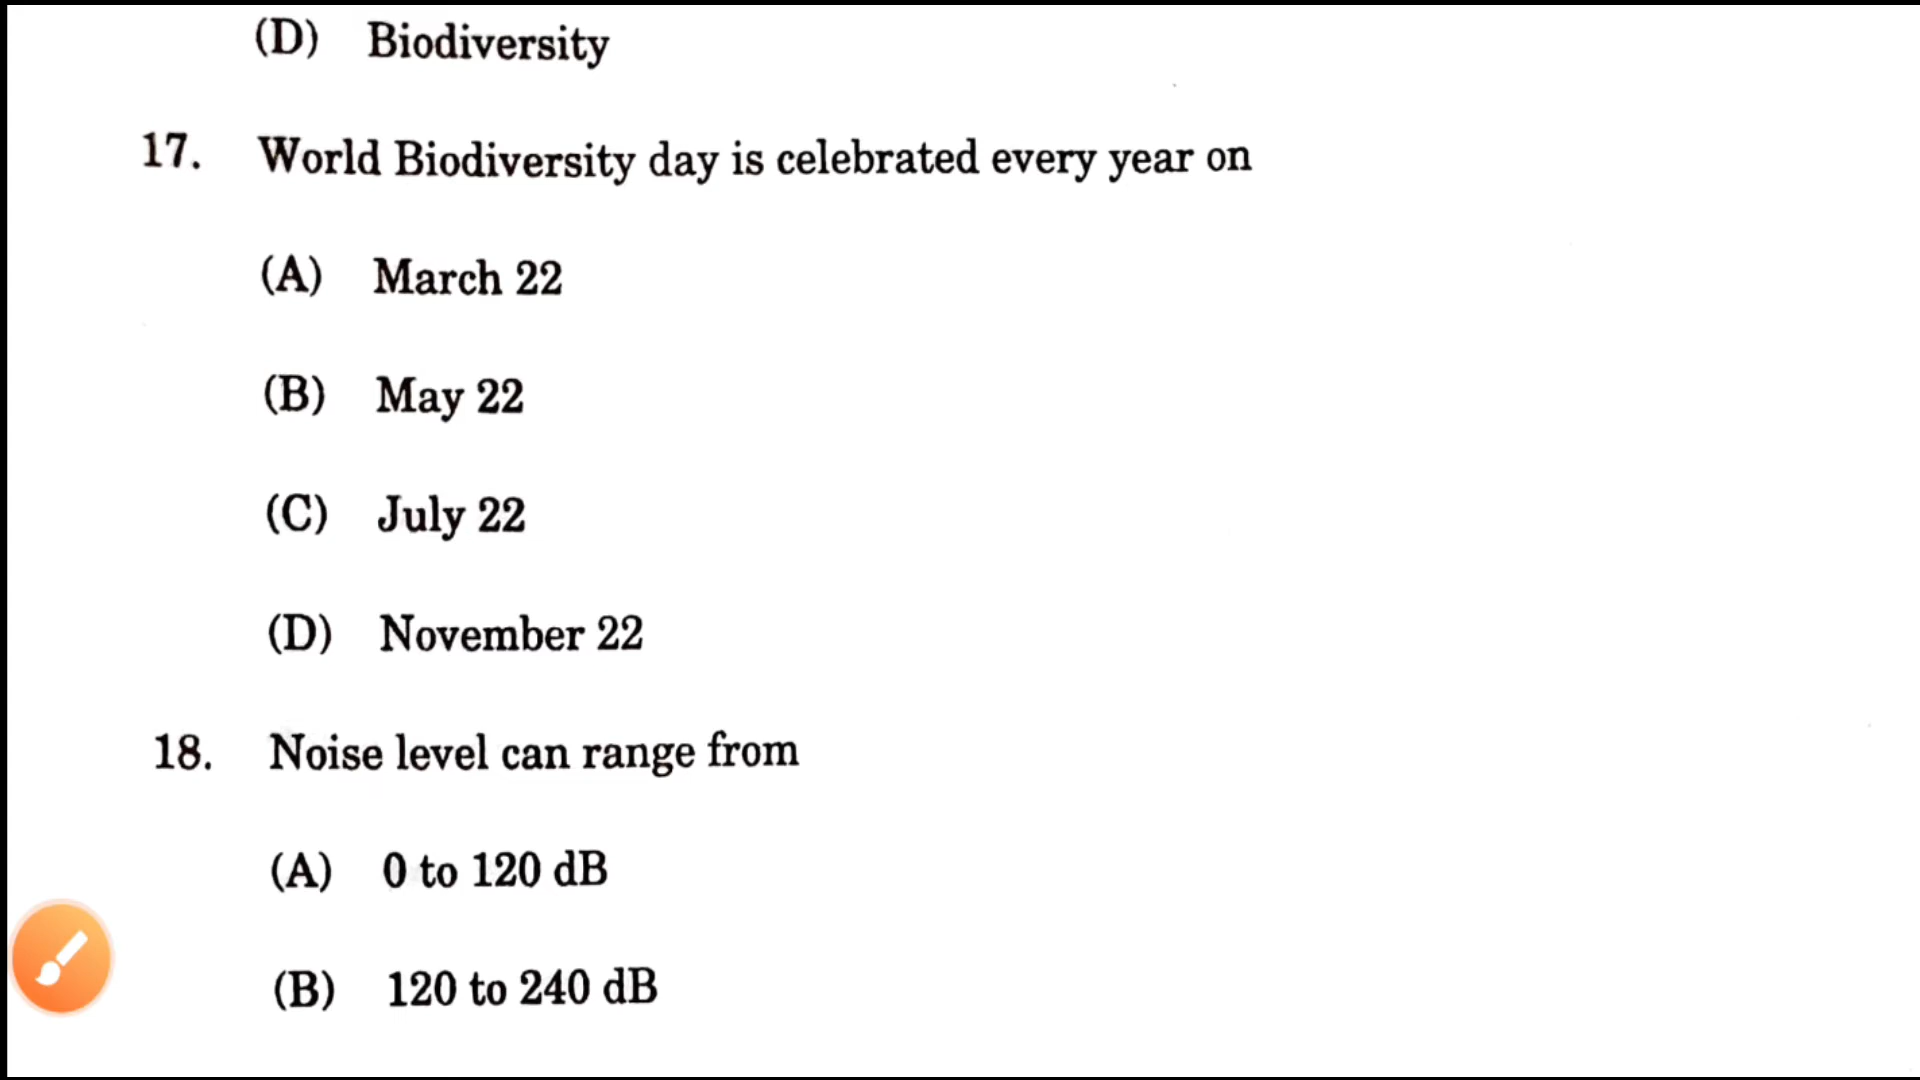 (D) Biodiversity
17. World Biodiversity day is celebrated every year on
(A) March 22
(B) May 22
(C) July 22
(D) November 22
18. Noise level can range from
(A) 0 to 120 dB
(B) 120 to 240 dB